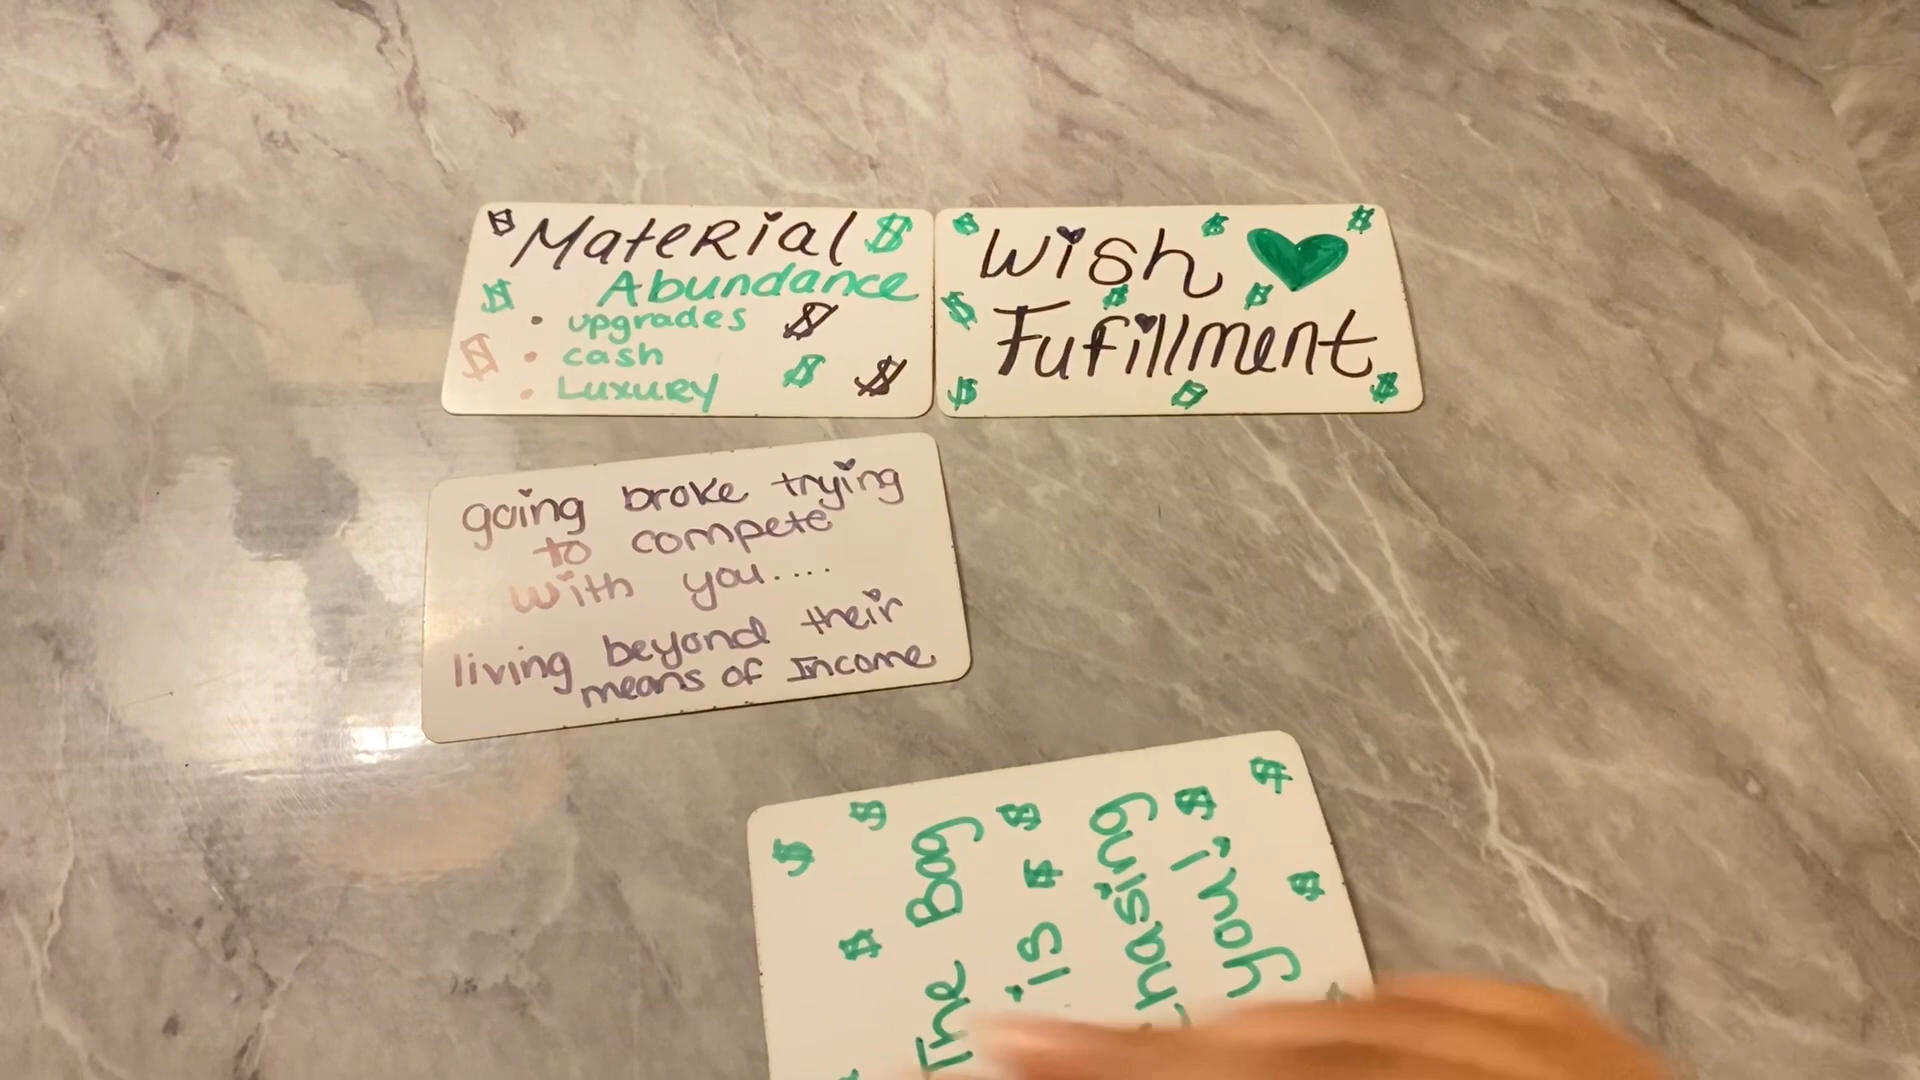 Material
Abundance
• upgrades
• cash
• Luxury
Wish
Fufillment
going broke trying
to compete
with you....
living beyond their
means of Income
The Bag
is
chasing
you!